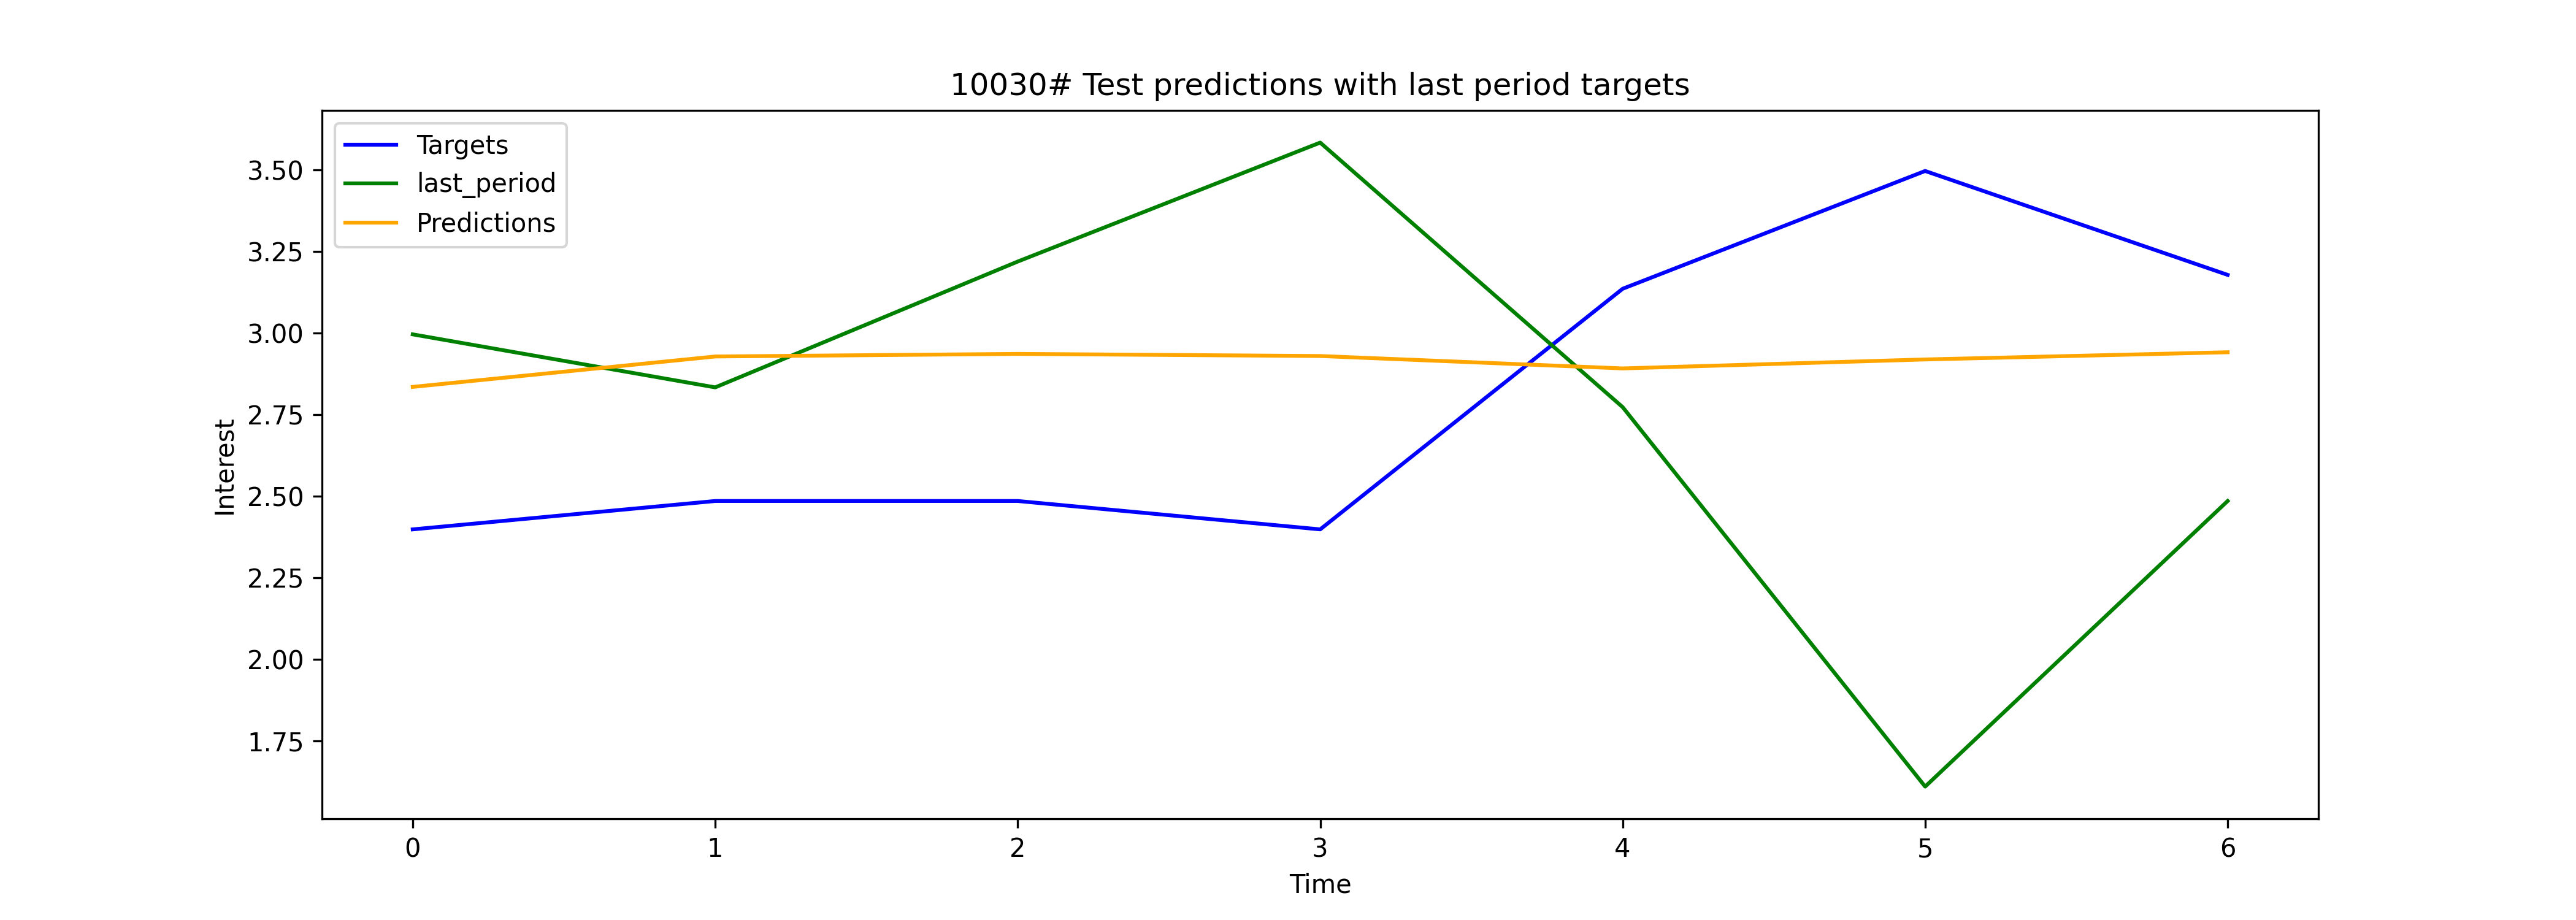 10030# Test predictions with last period targets
Targets
last_period
Predictions
3.50
3.25
3.00
2.75
2.50
2.25
2.00
1.75
Interest
0 1 2 3 4 5 6
Time